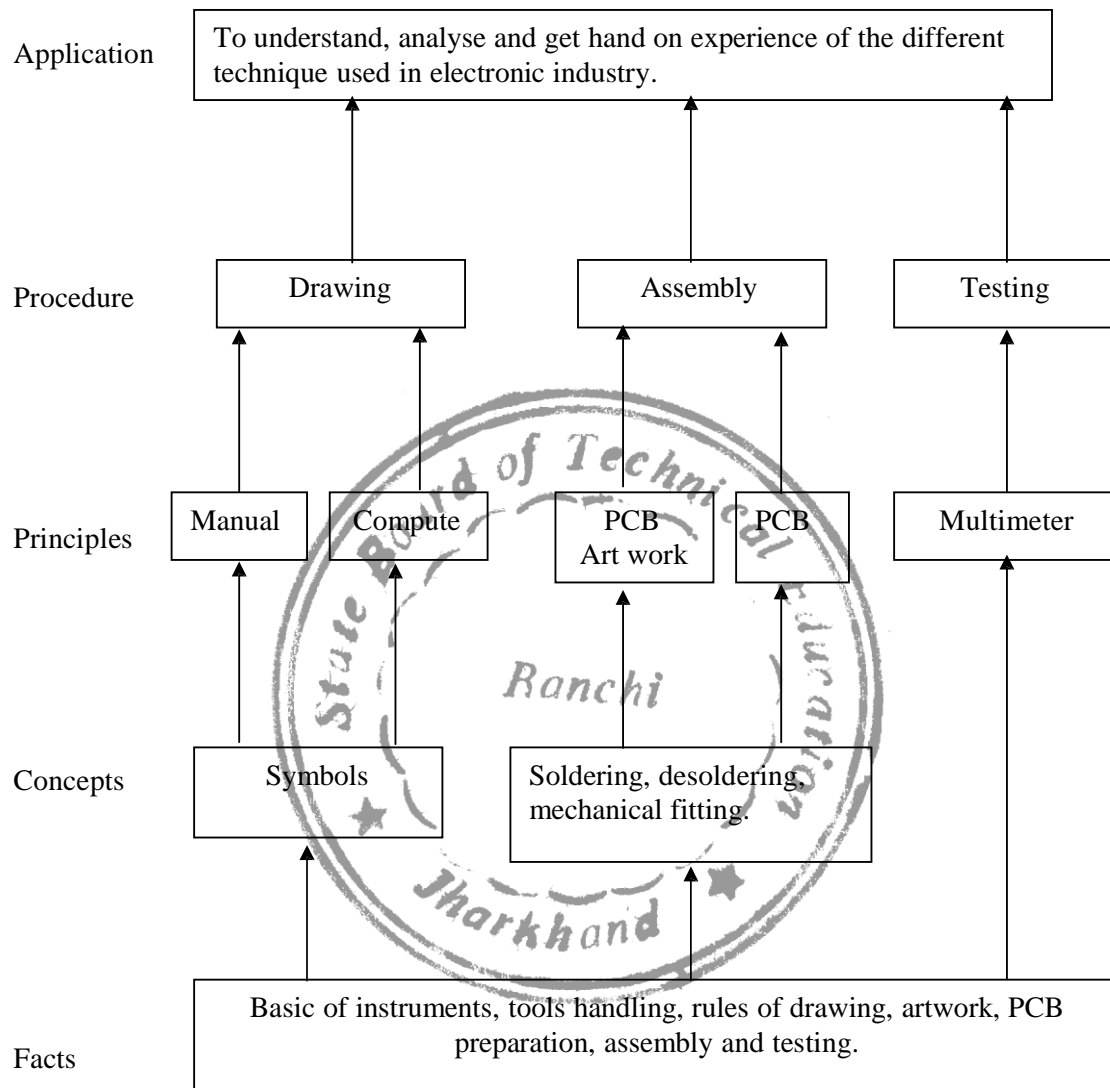 Application
To understand, analyse and get hand on experience of the different
technique used in electronic industry.
Procedure
Drawing
Assembly
Testing
Principles
Manual
Compute
PCB
Art work
PCB
Multimeter
State Board of Technical Education
Ranchi
Jharkhand
Concepts
Symbols
Soldering, desoldering,
mechanical fitting.
Facts
Basic of instruments, tools handling, rules of drawing, artwork, PCB
preparation, assembly and testing.